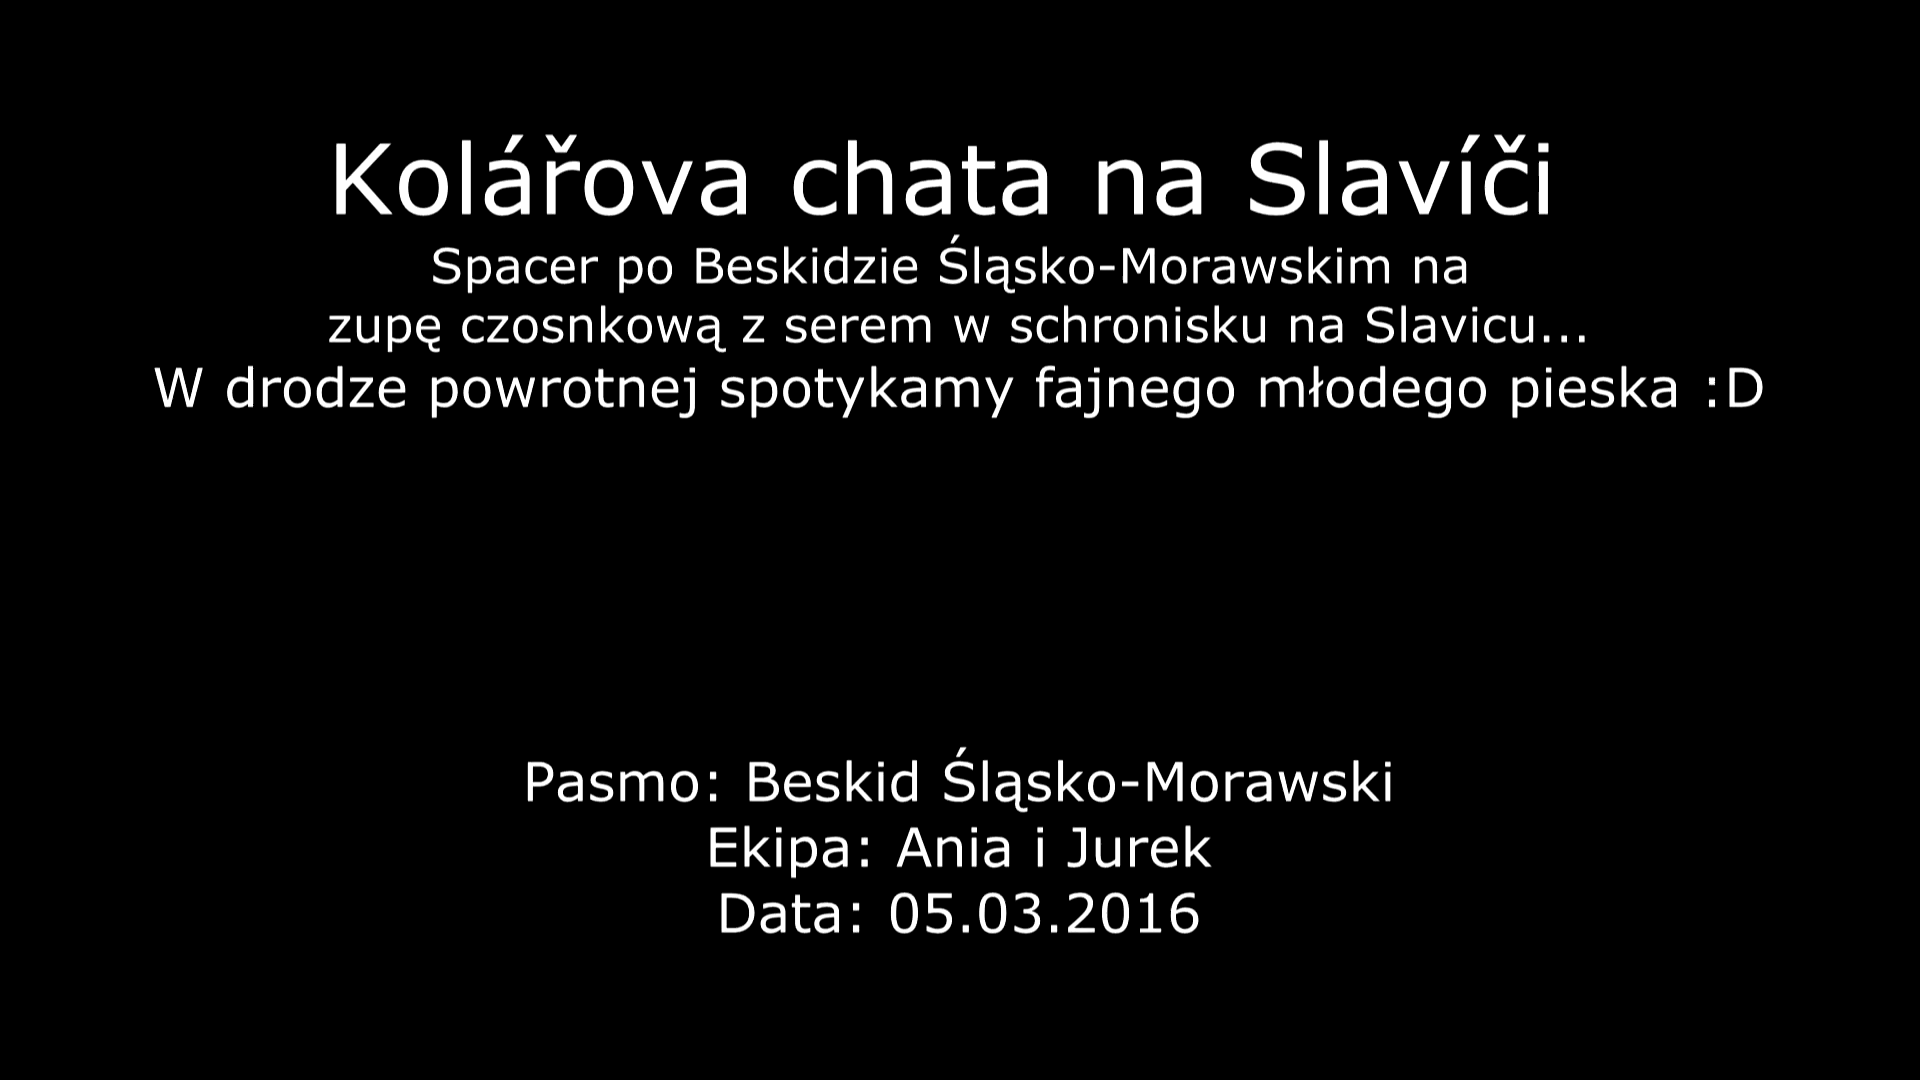 Kolářova chata na Slavíči
Spacer po Beskidzie Śląsko-Morawskim na
zupę czosnkową z serem w schronisku na Slavicu...
W drodze powrotnej spotykamy fajnego młodego pieska :D
Pasmo: Beskid Śląsko-Morawski
Ekipa: Ania i Jurek
Data: 05.03.2016